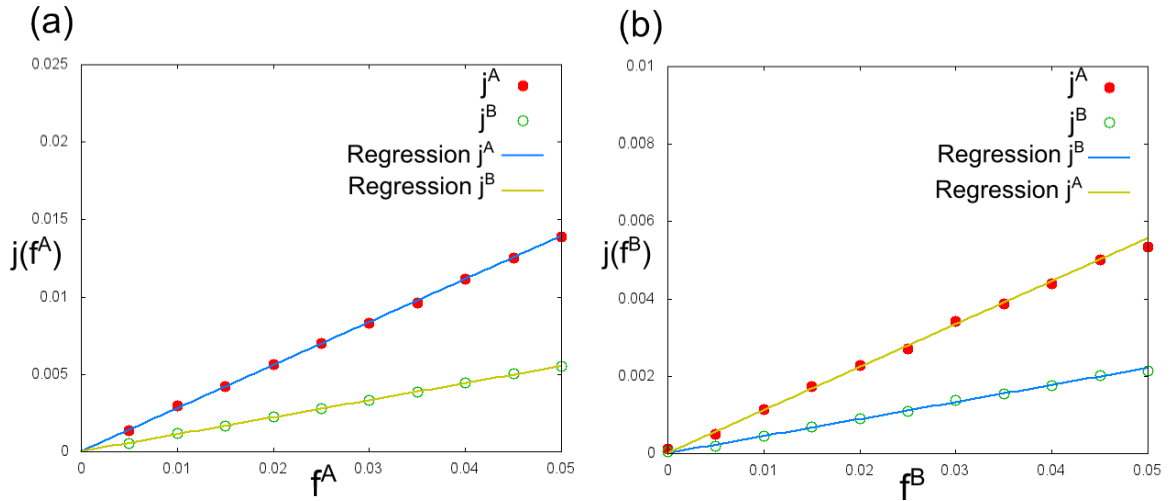 (a)
0.025
0.02
0.015
0.01
0.005
0
j(f^A)
j^A
j^B
Regression j^A
Regression j^B
0 0.01 0.02 0.03 0.04 0.05
f^A
(b)
0.01
0.008
0.006
0.004
0.002
0
j(f^B)
j^A
j^B
Regression j^B
Regression j^A
0 0.01 0.02 0.03 0.04 0.05
f^B